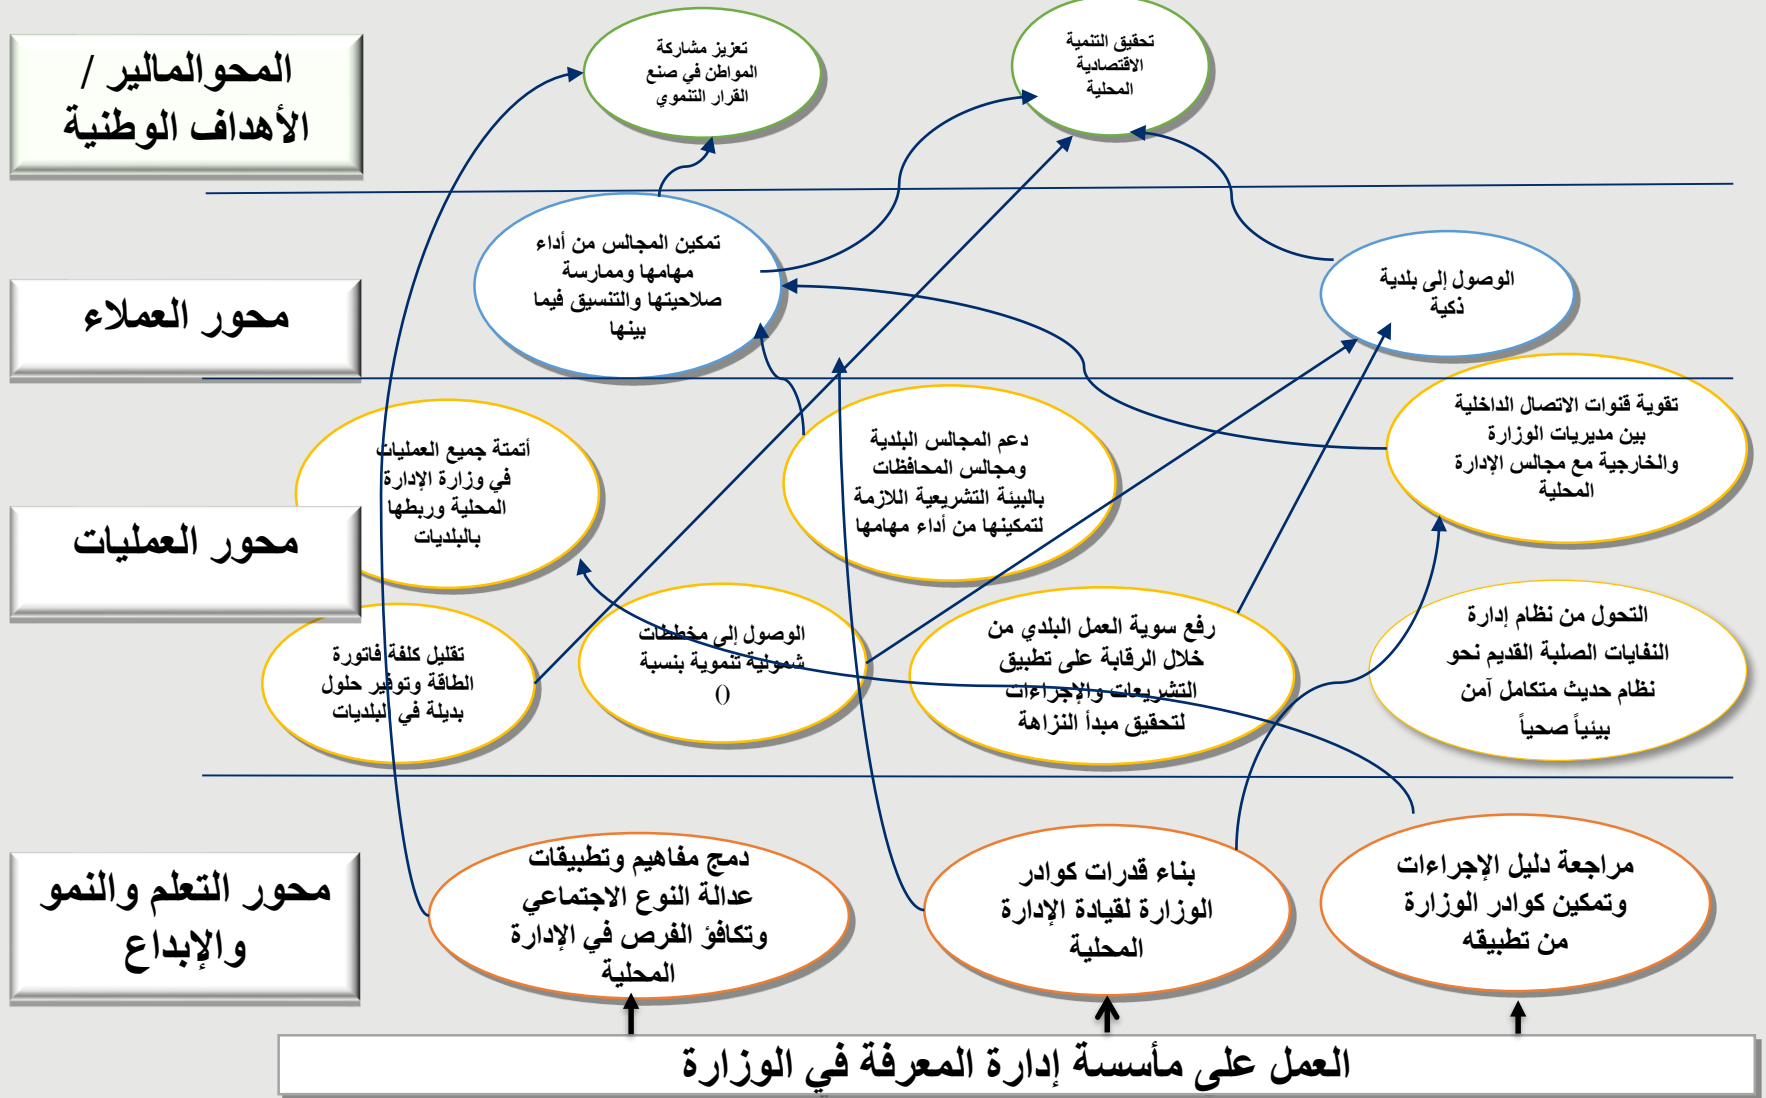 المحوالمالير /
الأهداف الوطنية
تحقيق التنمية
الاقتصادية
المحلية
تعزيز مشاركة
المواطن في صنع
القرار التنموي
محور العملاء
الوصول إلى بلدية
ذكية
تمكين المجالس من أداء
مهامها وممارسة
صلاحيتها والتنسيق فيما
بينها
محور العمليات
تقوية قنوات الاتصال الداخلية
بين مديريات الوزارة
والخارجية مع مجالس الإدارة
المحلية
دعم المجالس البلدية
ومجالس المحافظات
بالبيئة التشريعية اللازمة
لتمكينها من أداء مهامها
أتمتة جميع العمليات
في وزارة الإدارة
المحلية وربطها
بالبلديات
التحول من نظام إدارة
النفايات الصلبة القديم نحو
نظام حديث متكامل آمن
بيئياً صحياً
رفع سوية العمل البلدي من
خلال الرقابة على تطبيق
التشريعات والإجراءات
لتحقيق مبدأ النزاهة
الوصول إلى مخططات
شمولية تنموية بنسبة
()
تقليل كلفة فاتورة
الطاقة وتوفير حلول
بديلة في البلديات
محور التعلم والنمو
والإبداع
مراجعة دليل الإجراءات
وتمكين كوادر الوزارة
من تطبيقه
بناء قدرات كوادر
الوزارة لقيادة الإدارة
المحلية
دمج مفاهيم وتطبيقات
عدالة النوع الاجتماعي
وتكافؤ الفرص في الإدارة
المحلية
العمل على مأسسة إدارة المعرفة في الوزارة